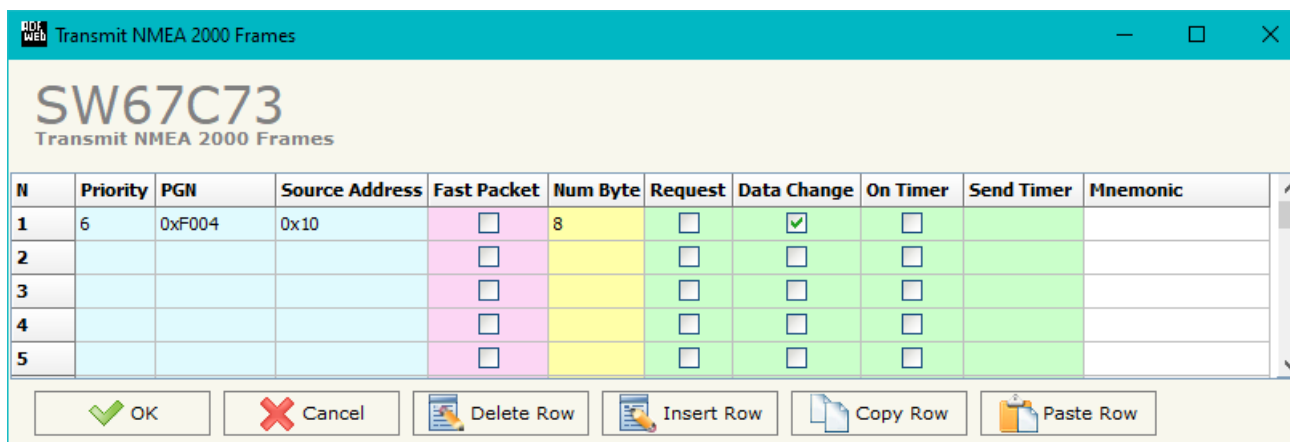 ADF WEB Transmit NMEA 2000 Frames
SW67C73
Transmit NMEA 2000 Frames
N Priority PGN Source Address Fast Packet Num Byte Request Data Change On Timer Send Timer Mnemonic
1 6 0xF004 0x10 8
2
3
4
5
OK Cancel Delete Row Insert Row Copy Row Paste Row